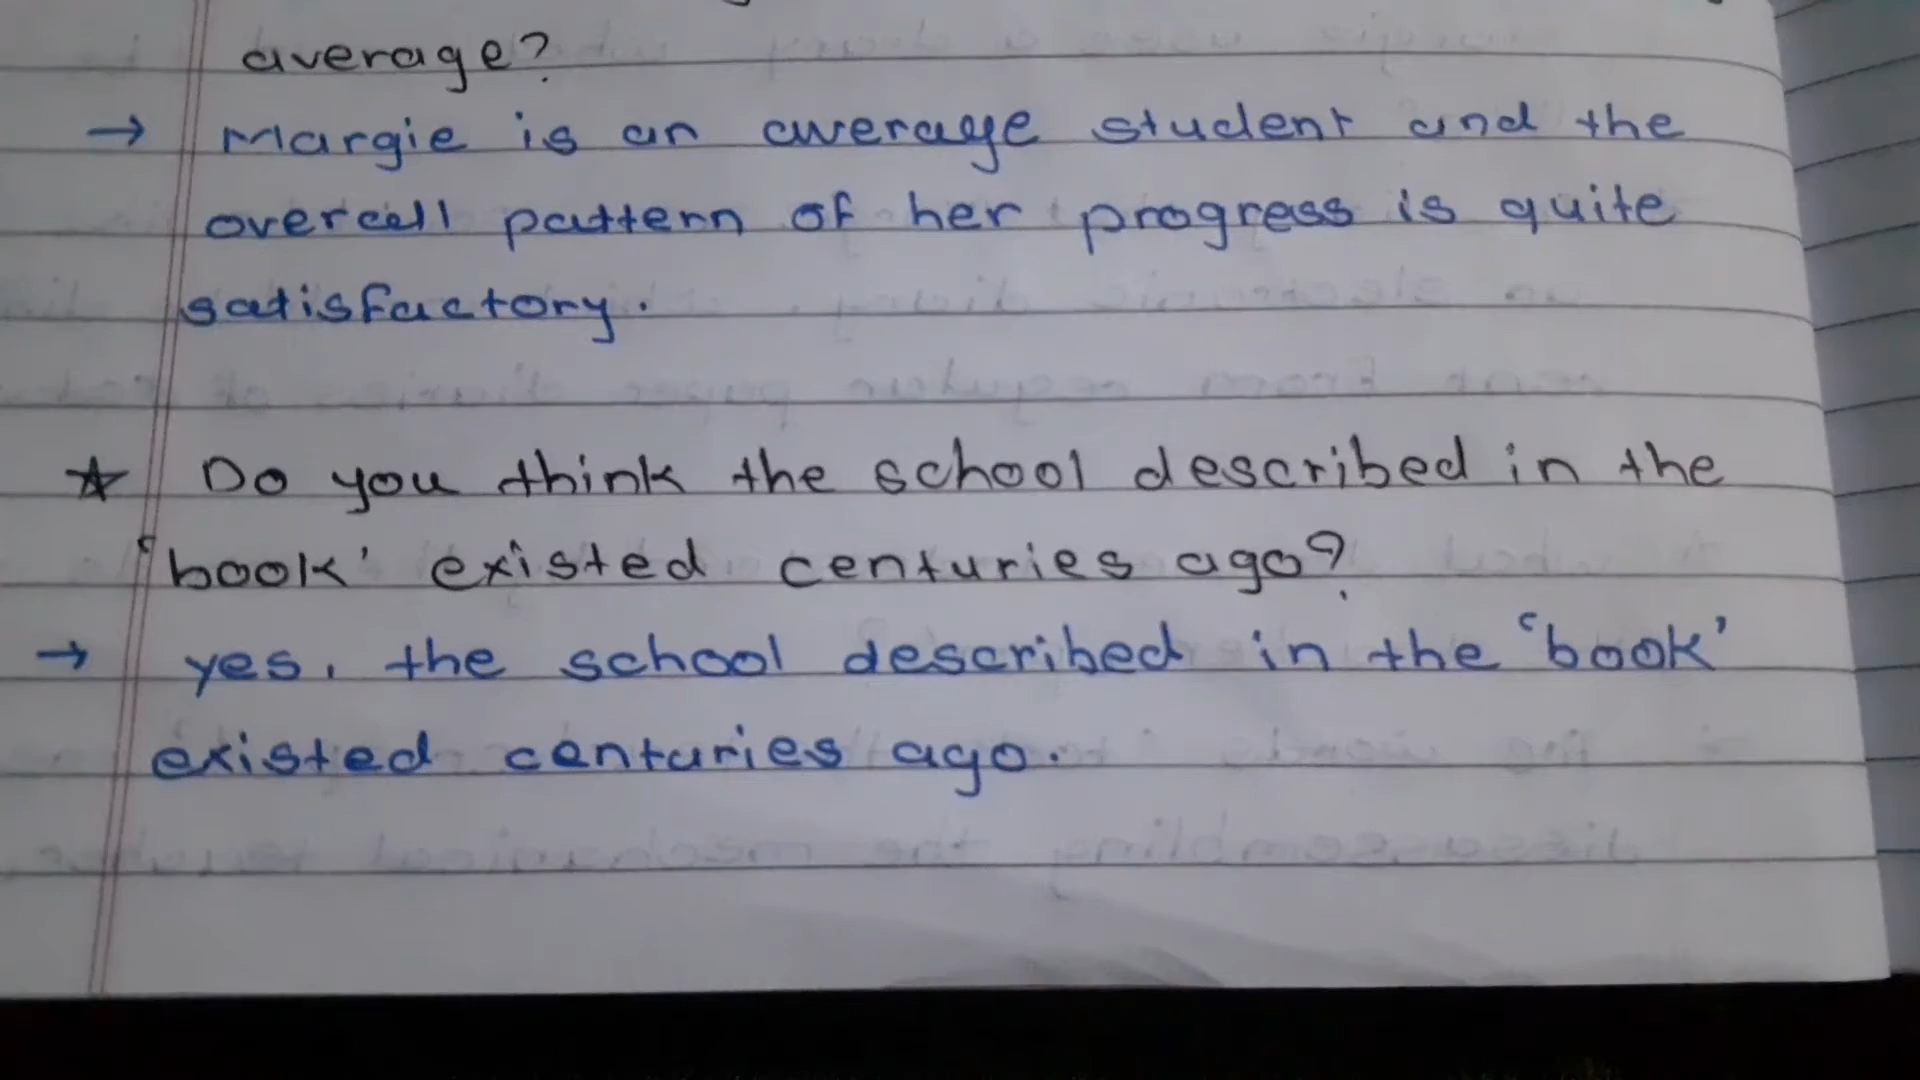 average?
→ Margie is an average student and the
overall pattern of her progress is quite
satisfactory.
☆ Do you think the school described in the
'book' existed centuries ago?
→ yes, the school described in the 'book'
existed centuries ago.